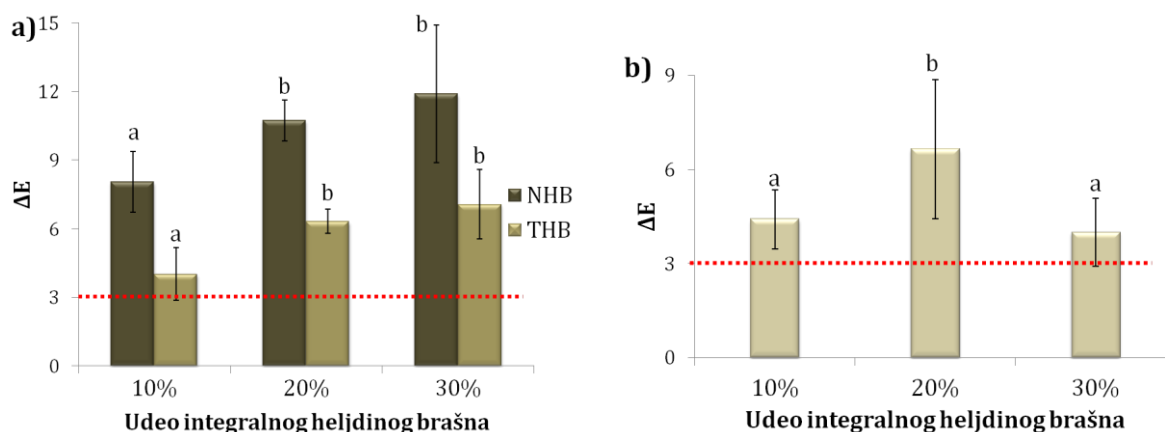 a)
15
12
9
6
3
0
ΔE
a
a
b
b
b
b
NHB
THB
10%
20%
30%
Udeo integralnog heljdinog brašna
b)
9
6
3
0
ΔE
a
b
a
10%
20%
30%
Udeo integralnog heljdinog brašna